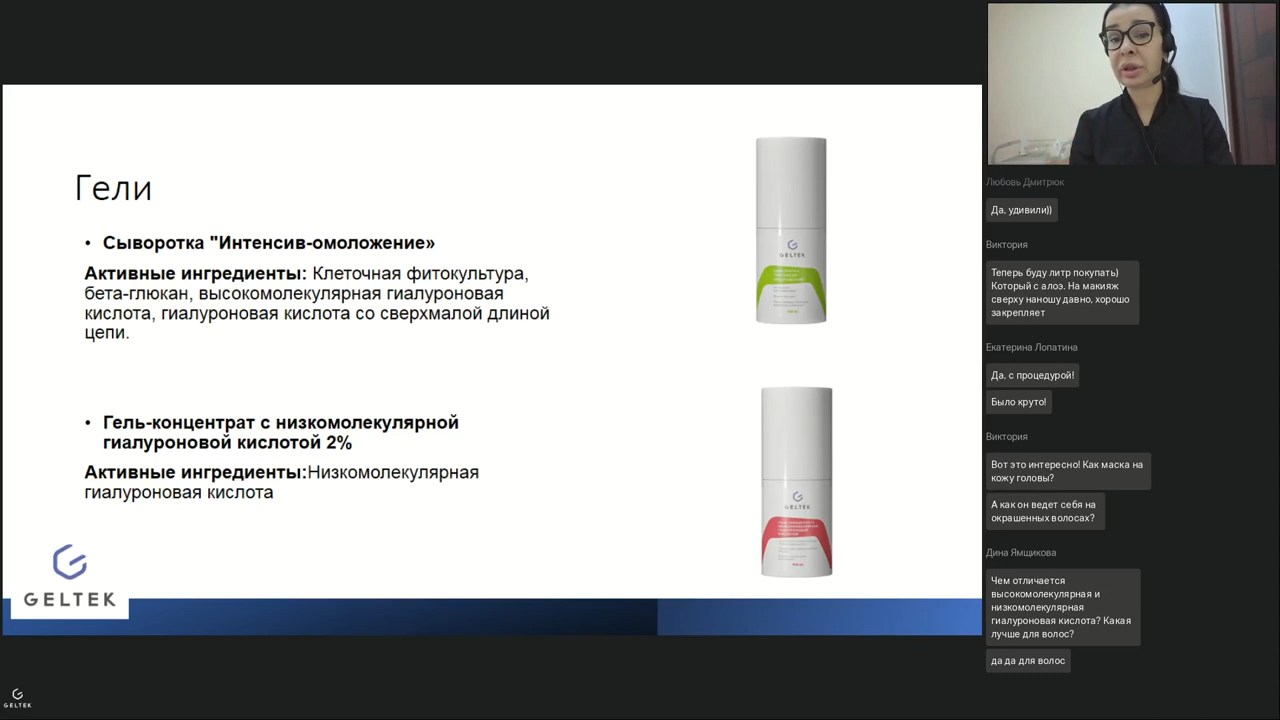 Гели
• Сыворотка "Интенсив-омоложение»
Активные ингредиенты: Клеточная фитокультура,
бета-глюкан, высокомолекулярная гиалуроновая
кислота, гиалуроновая кислота со сверхмалой длиной
цепи.
• Гель-концентрат с низкомолекулярной
гиалуроновой кислотой 2%
Активные ингредиенты:Низкомолекулярная
гиалуроновая кислота
GELTEK
GELTEK
GELTEK
GELTEK
Любовь Дмитрюк
Да, удивили))
Виктория
Теперь буду литр покупать)
Который с алоэ. На макияж
сверху наношу давно, хорошо
закрепляет
Екатерина Лопатина
Да, с процедурой!
Было круто!
Виктория
Вот это интересно! Как маска на
кожу головы?
А как он ведет себя на
окрашенных волосах?
Дина Ямщикова
Чем отличается
высокомолекулярная и
низкомолекулярная
гиалуроновая кислота? Какая
лучше для волос?
да да для волос